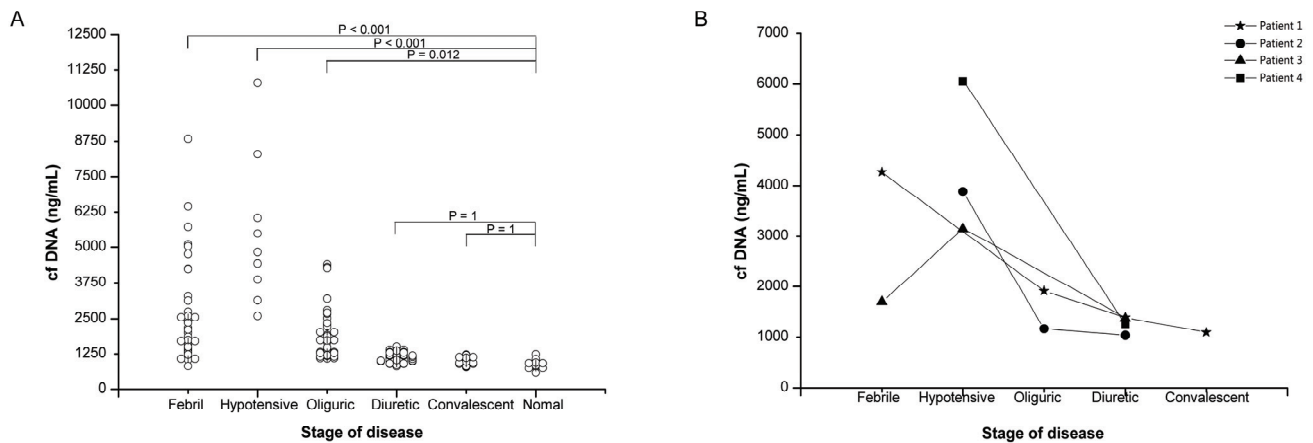 A
cf DNA (ng/mL)
12500
11250
10000
8750
7500
6250
5000
3750
2500
1250
0
P < 0.001
P < 0.001
P = 0.012
P = 1
P = 1
Febril Hypotensive Oliguric Diuretic Convalescent Nomal
Stage of disease
B
cf DNA (ng/mL)
7000
6000
5000
4000
3000
2000
1000
0
Patient 1
Patient 2
Patient 3
Patient 4
Febrile Hypotensive Oliguric Diuretic Convalescent
Stage of disease